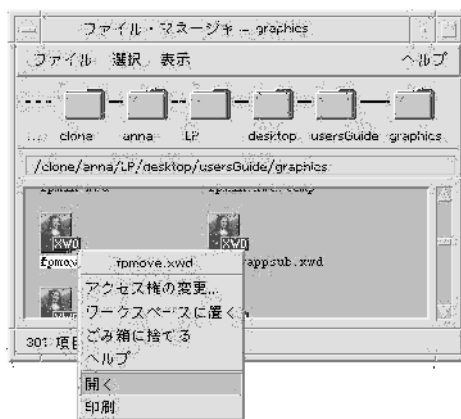 ファイル・マネージャ - graphics
ファイル 選択 表示 ヘルプ
... clone anna LP desktop usersGuide graphics
/clone/anna/LP/desktop/usersGuide/graphics
XWD XWD
fpmov appsub.xwd
fpmove.xwd
アクセス権の変更...
ワークスペースに置く
ごみ箱に捨てる
301 項目
ヘルプ
開く
印刷